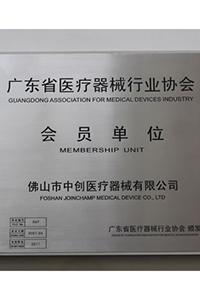 广东省医疗器械行业协会
GUANGDONG ASSOCIATION FOR MEDICAL DEVICES INDUSTRY
会员单位
MEMBERSHIP UNIT
佛山市中创医疗器械有限公司
FOSHAN JOINCHAMP MEDICAL DEVICE CO., LTD
广东省医疗器械行业协会 颁发